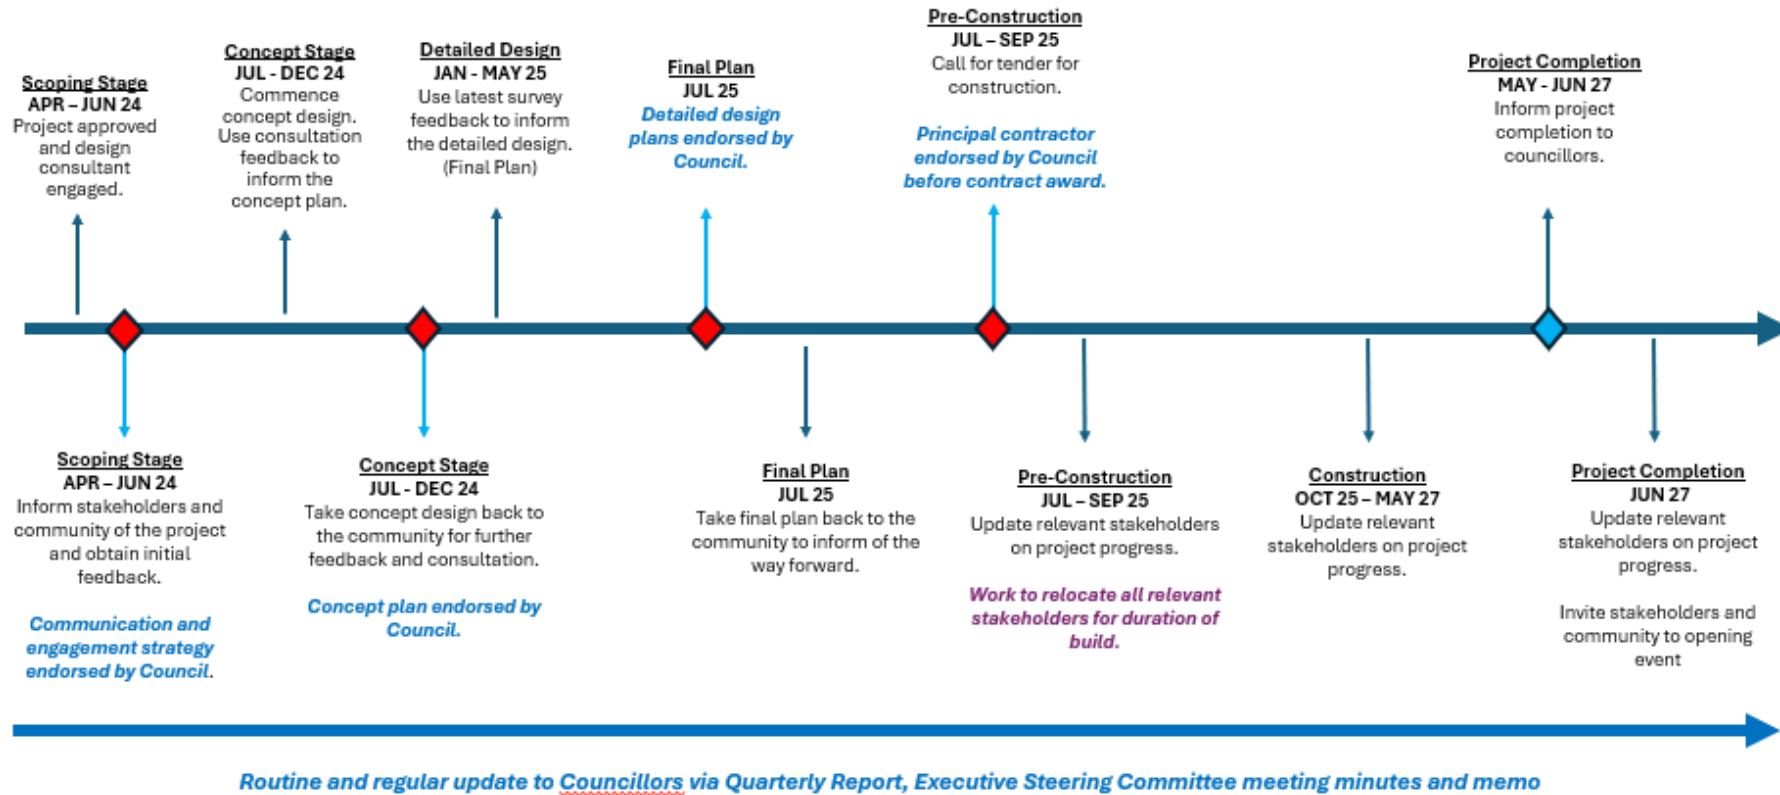 Scoping Stage
APR – JUN 24
Project approved
and design
consultant
engaged.
Concept Stage
JUL - DEC 24
Commence
concept design.
Use consultation
feedback to
inform the
concept plan.
Detailed Design
JAN - MAY 25
Use latest survey
feedback to inform
the detailed design.
(Final Plan)
Final Plan
JUL 25
Detailed design
plans endorsed by
Council.
Pre-Construction
JUL – SEP 25
Call for tender for
construction.
Principal contractor
endorsed by Council
before contract award.
Project Completion
MAY - JUN 27
Inform project
completion to
councillors.
Scoping Stage
APR – JUN 24
Inform stakeholders and
community of the project
and obtain initial
feedback.
Communication and
engagement strategy
endorsed by Council.
Concept Stage
JUL - DEC 24
Take concept design back to
the community for further
feedback and consultation.
Concept plan endorsed by
Council.
Final Plan
JUL 25
Take final plan back to the
community to inform of the
way forward.
Pre-Construction
JUL – SEP 25
Update relevant stakeholders
on project progress.
Work to relocate all relevant
stakeholders for duration of
build.
Construction
OCT 25 – MAY 27
Update relevant
stakeholders on project
progress.
Project Completion
JUN 27
Update relevant
stakeholders on project
progress.
Invite stakeholders and
community to opening
event
Routine and regular update to Councillors via Quarterly Report, Executive Steering Committee meeting minutes and memo